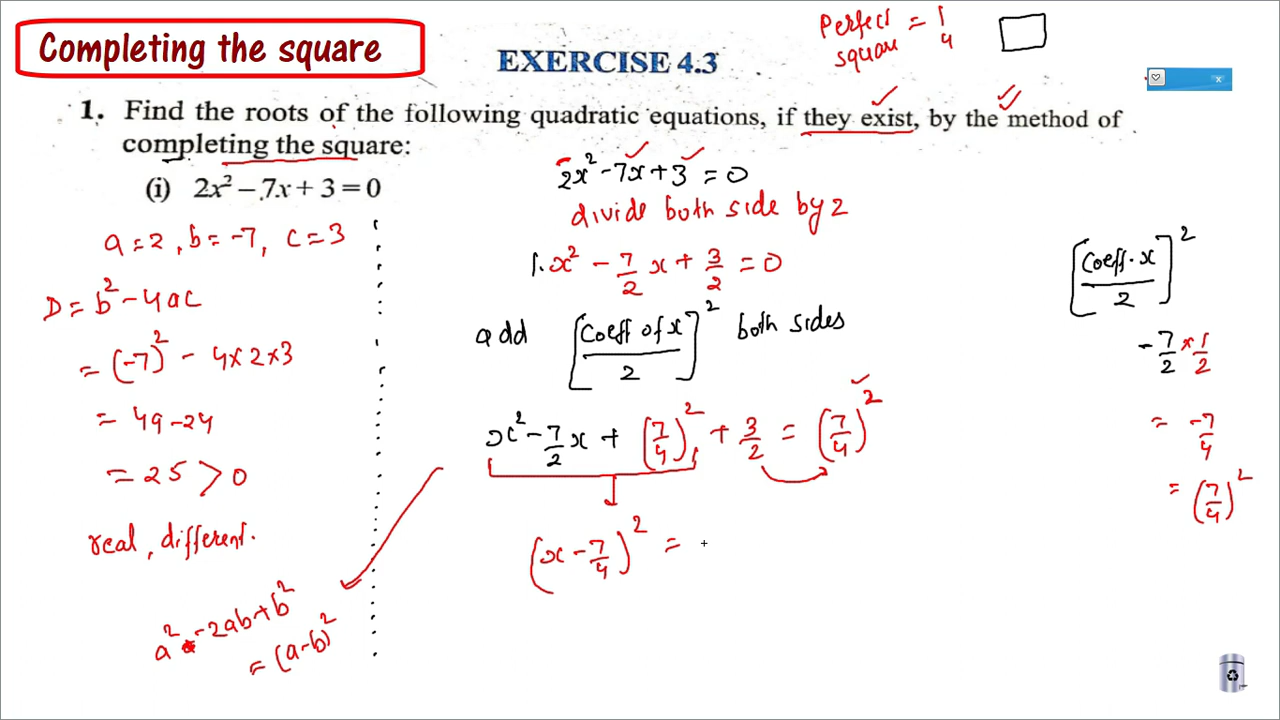 Completing the square
EXERCISE 4.3
Perfect square = 1/4
1. Find the roots of the following quadratic equations, if they exist, by the method of
completing the square:
(i) 2x² – 7x + 3 = 0
a = 2, b = -7, c = 3
D = b² - 4ac
= (-7)² - 4×2×3
= 49 - 24
= 25 > 0
real, different.
a² - 2ab + b²
= (a-b)²
2x² - 7x + 3 = 0
divide both side by 2
1.x² - 7/2 x + 3/2 = 0
add [Coeff of x / 2]² both sides
x² - 7/2 x + (7/4)² + 3/2 = (7/4)²
(x - 7/4)² =
[Coeff. x / 2]²
- 7/2 × 1/2
= -7/4
= (7/4)²